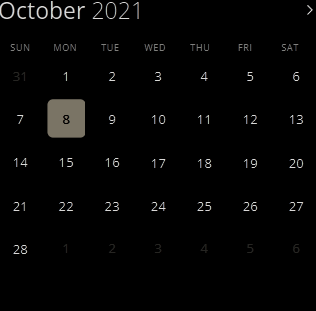 October 2021 >
SUN MON TUE WED THU FRI SAT
31 1 2 3 4 5 6
7 8 9 10 11 12 13
14 15 16 17 18 19 20
21 22 23 24 25 26 27
28 1 2 3 4 5 6